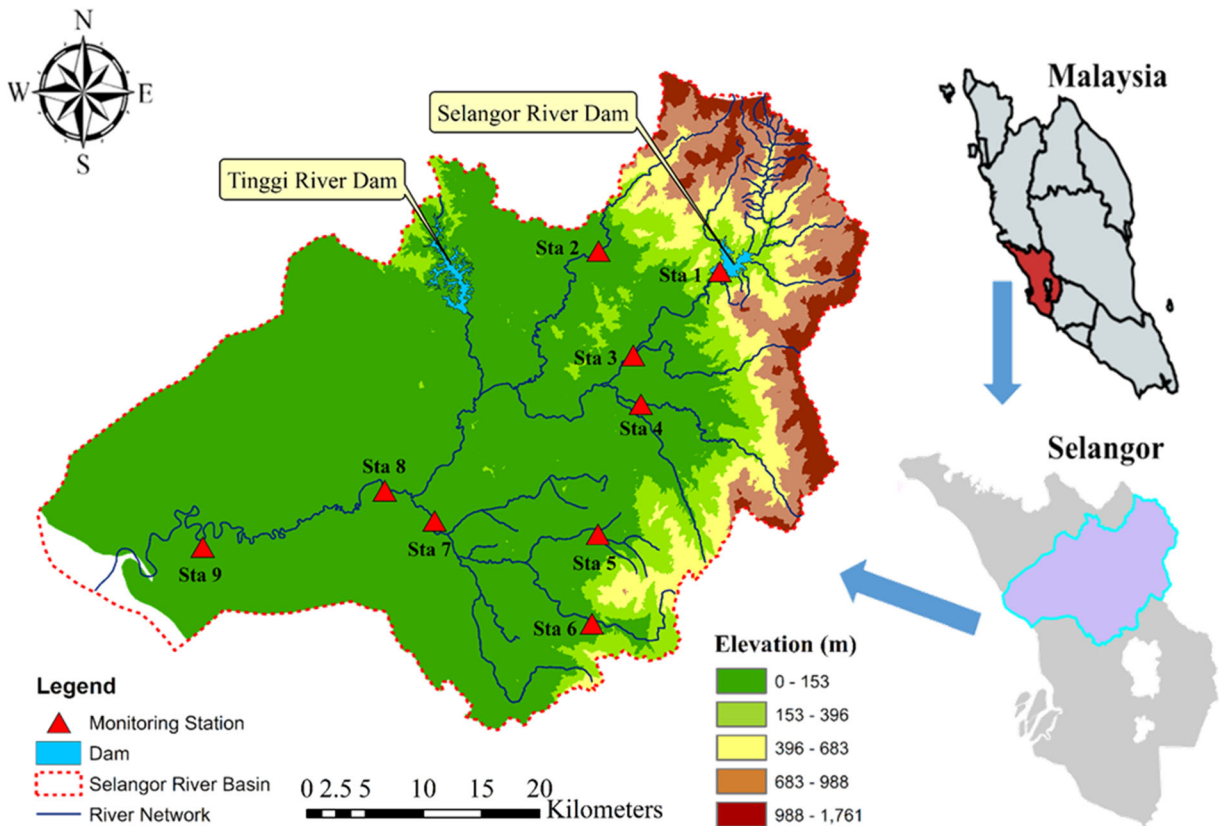 N
W E
S
Selangor River Dam
Tinggi River Dam
Malaysia
Sta 2
Sta 1
Sta 3
Sta 4
Sta 8
Sta 7
Sta 5
Sta 9
Sta 6
Selangor
Legend
Monitoring Station
Dam
Selangor River Basin
River Network
0 2.5 5 10 15 20
Kilometers
Elevation (m)
0 - 153
153 - 396
396 - 683
683 - 988
988 - 1,761